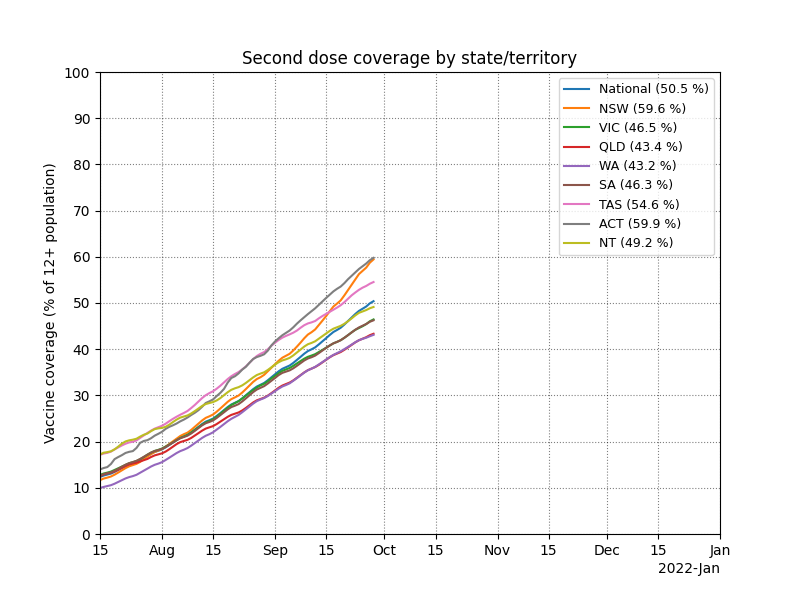 Second dose coverage by state/territory
Vaccine coverage (% of 12+ population)
100
90
80
70
60
50
40
30
20
10
0
National (50.5 %)
NSW (59.6 %)
VIC (46.5 %)
QLD (43.4 %)
WA (43.2 %)
SA (46.3 %)
TAS (54.6 %)
ACT (59.9 %)
NT (49.2 %)
15 Aug 15 Sep 15 Oct 15 Nov 15 Dec 15 Jan
2022-Jan